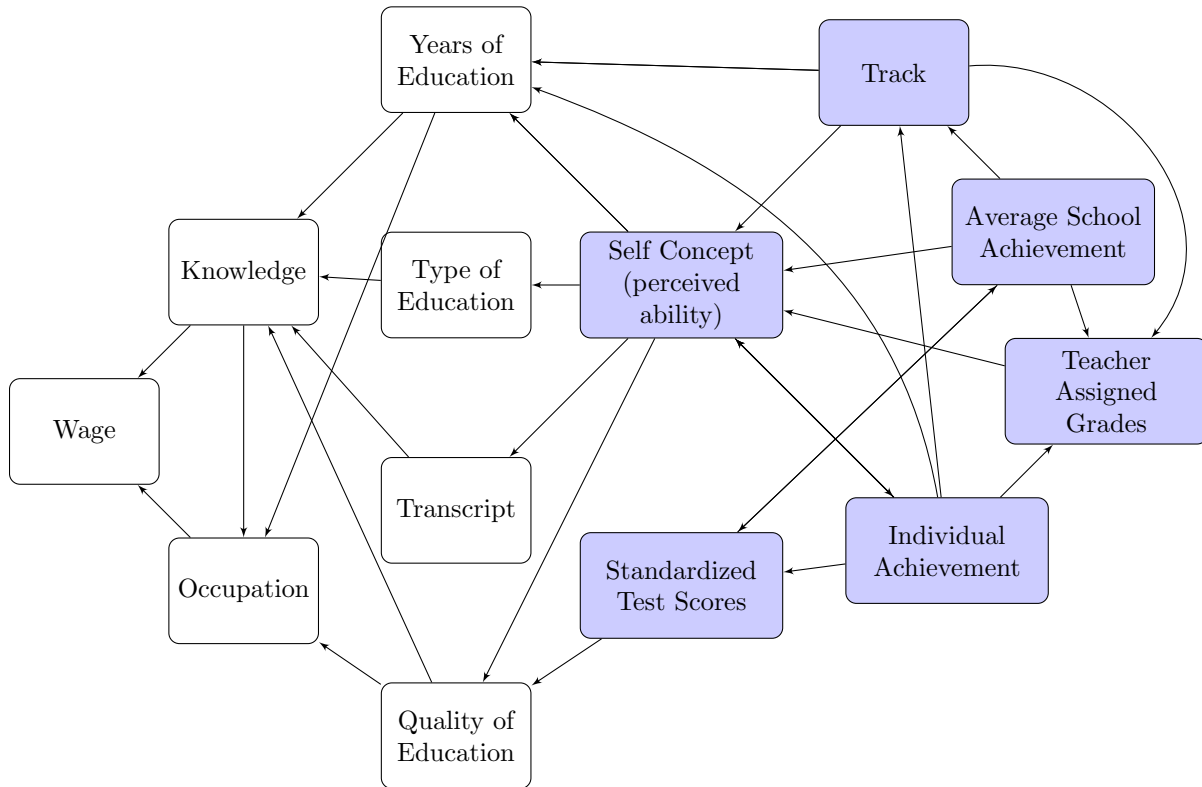 Years of
Education
Track
Average School
Achievement
Knowledge
Type of
Education
Self Concept
(perceived
ability)
Teacher
Assigned
Grades
Wage
Transcript
Individual
Achievement
Standardized
Test Scores
Occupation
Quality of
Education